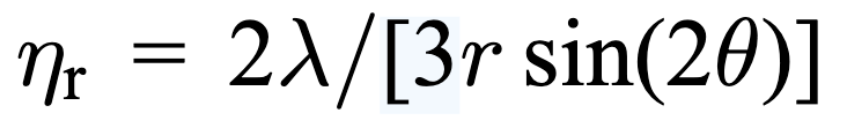 ηr = 2λ/[3r sin(2θ)]